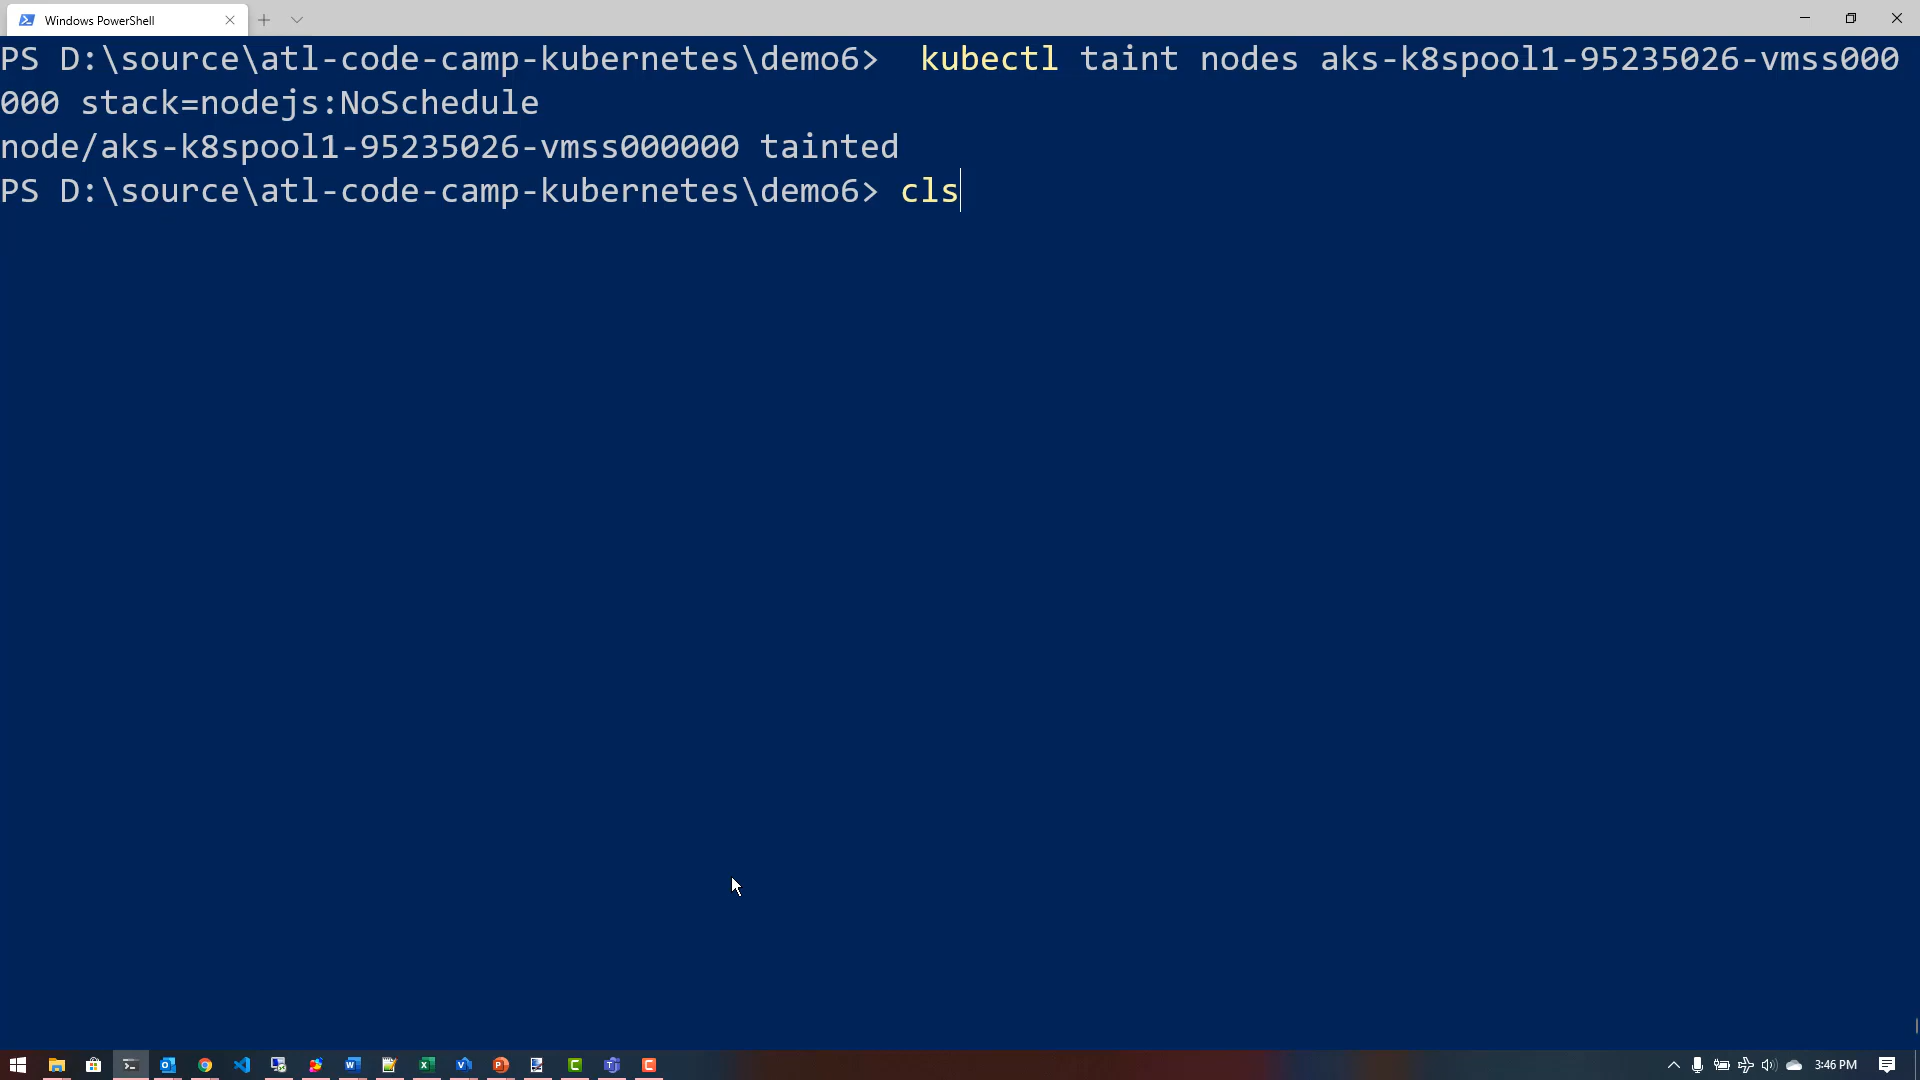 Windows PowerShell
PS D:\source\atl-code-camp-kubernetes\demo6>  kubectl taint nodes aks-k8spool1-95235026-vmss000
000 stack=nodejs:NoSchedule
node/aks-k8spool1-95235026-vmss000000 tainted
PS D:\source\atl-code-camp-kubernetes\demo6> cls
3:46 PM